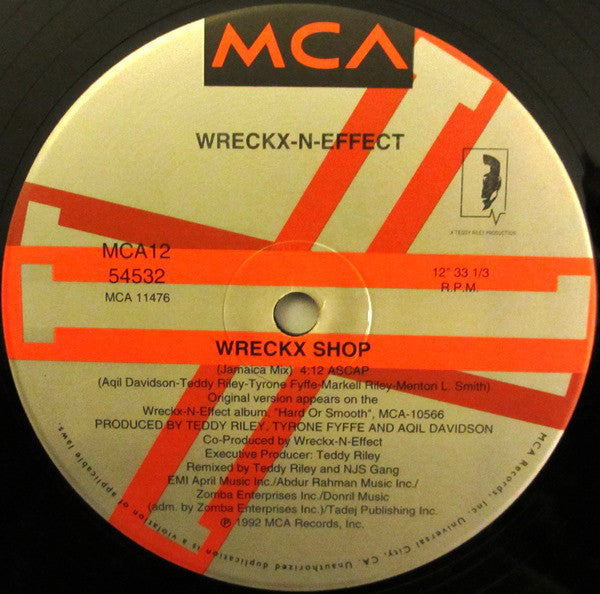 MCA
WRECKX-N-EFFECT
A TEDDY RILEY PRODUCTION
MCA12
54532
MCA 11476
12" 33 1/3
R.P.M.
WRECKX SHOP
(Jamaica Mix) 4:12 ASCAP
(Aqil Davidson-Teddy Riley-Tyrone Fyffe-Markell Riley-Menton L. Smith)
Original version appears on the
Wreckx-N-Effect album, "Hard Or Smooth", MCA-10566
PRODUCED BY TEDDY RILEY, TYRONE FYFFE AND AQIL DAVIDSON
Co-Produced by Wreckx-N-Effect
Executive Producer: Teddy Riley
Remixed by Teddy Riley and NJS Gang
EMI April Music Inc./Abdur Rahman Music Inc./
Zomba Enterprises Inc./Donril Music
(adm. by Zomba Enterprises Inc.)/Tadej Publishing Inc.
℗ 1992 MCA Records, Inc.
MCA Records, Inc. Universal City, CA. Unauthorized duplication is a violation of applicable laws.